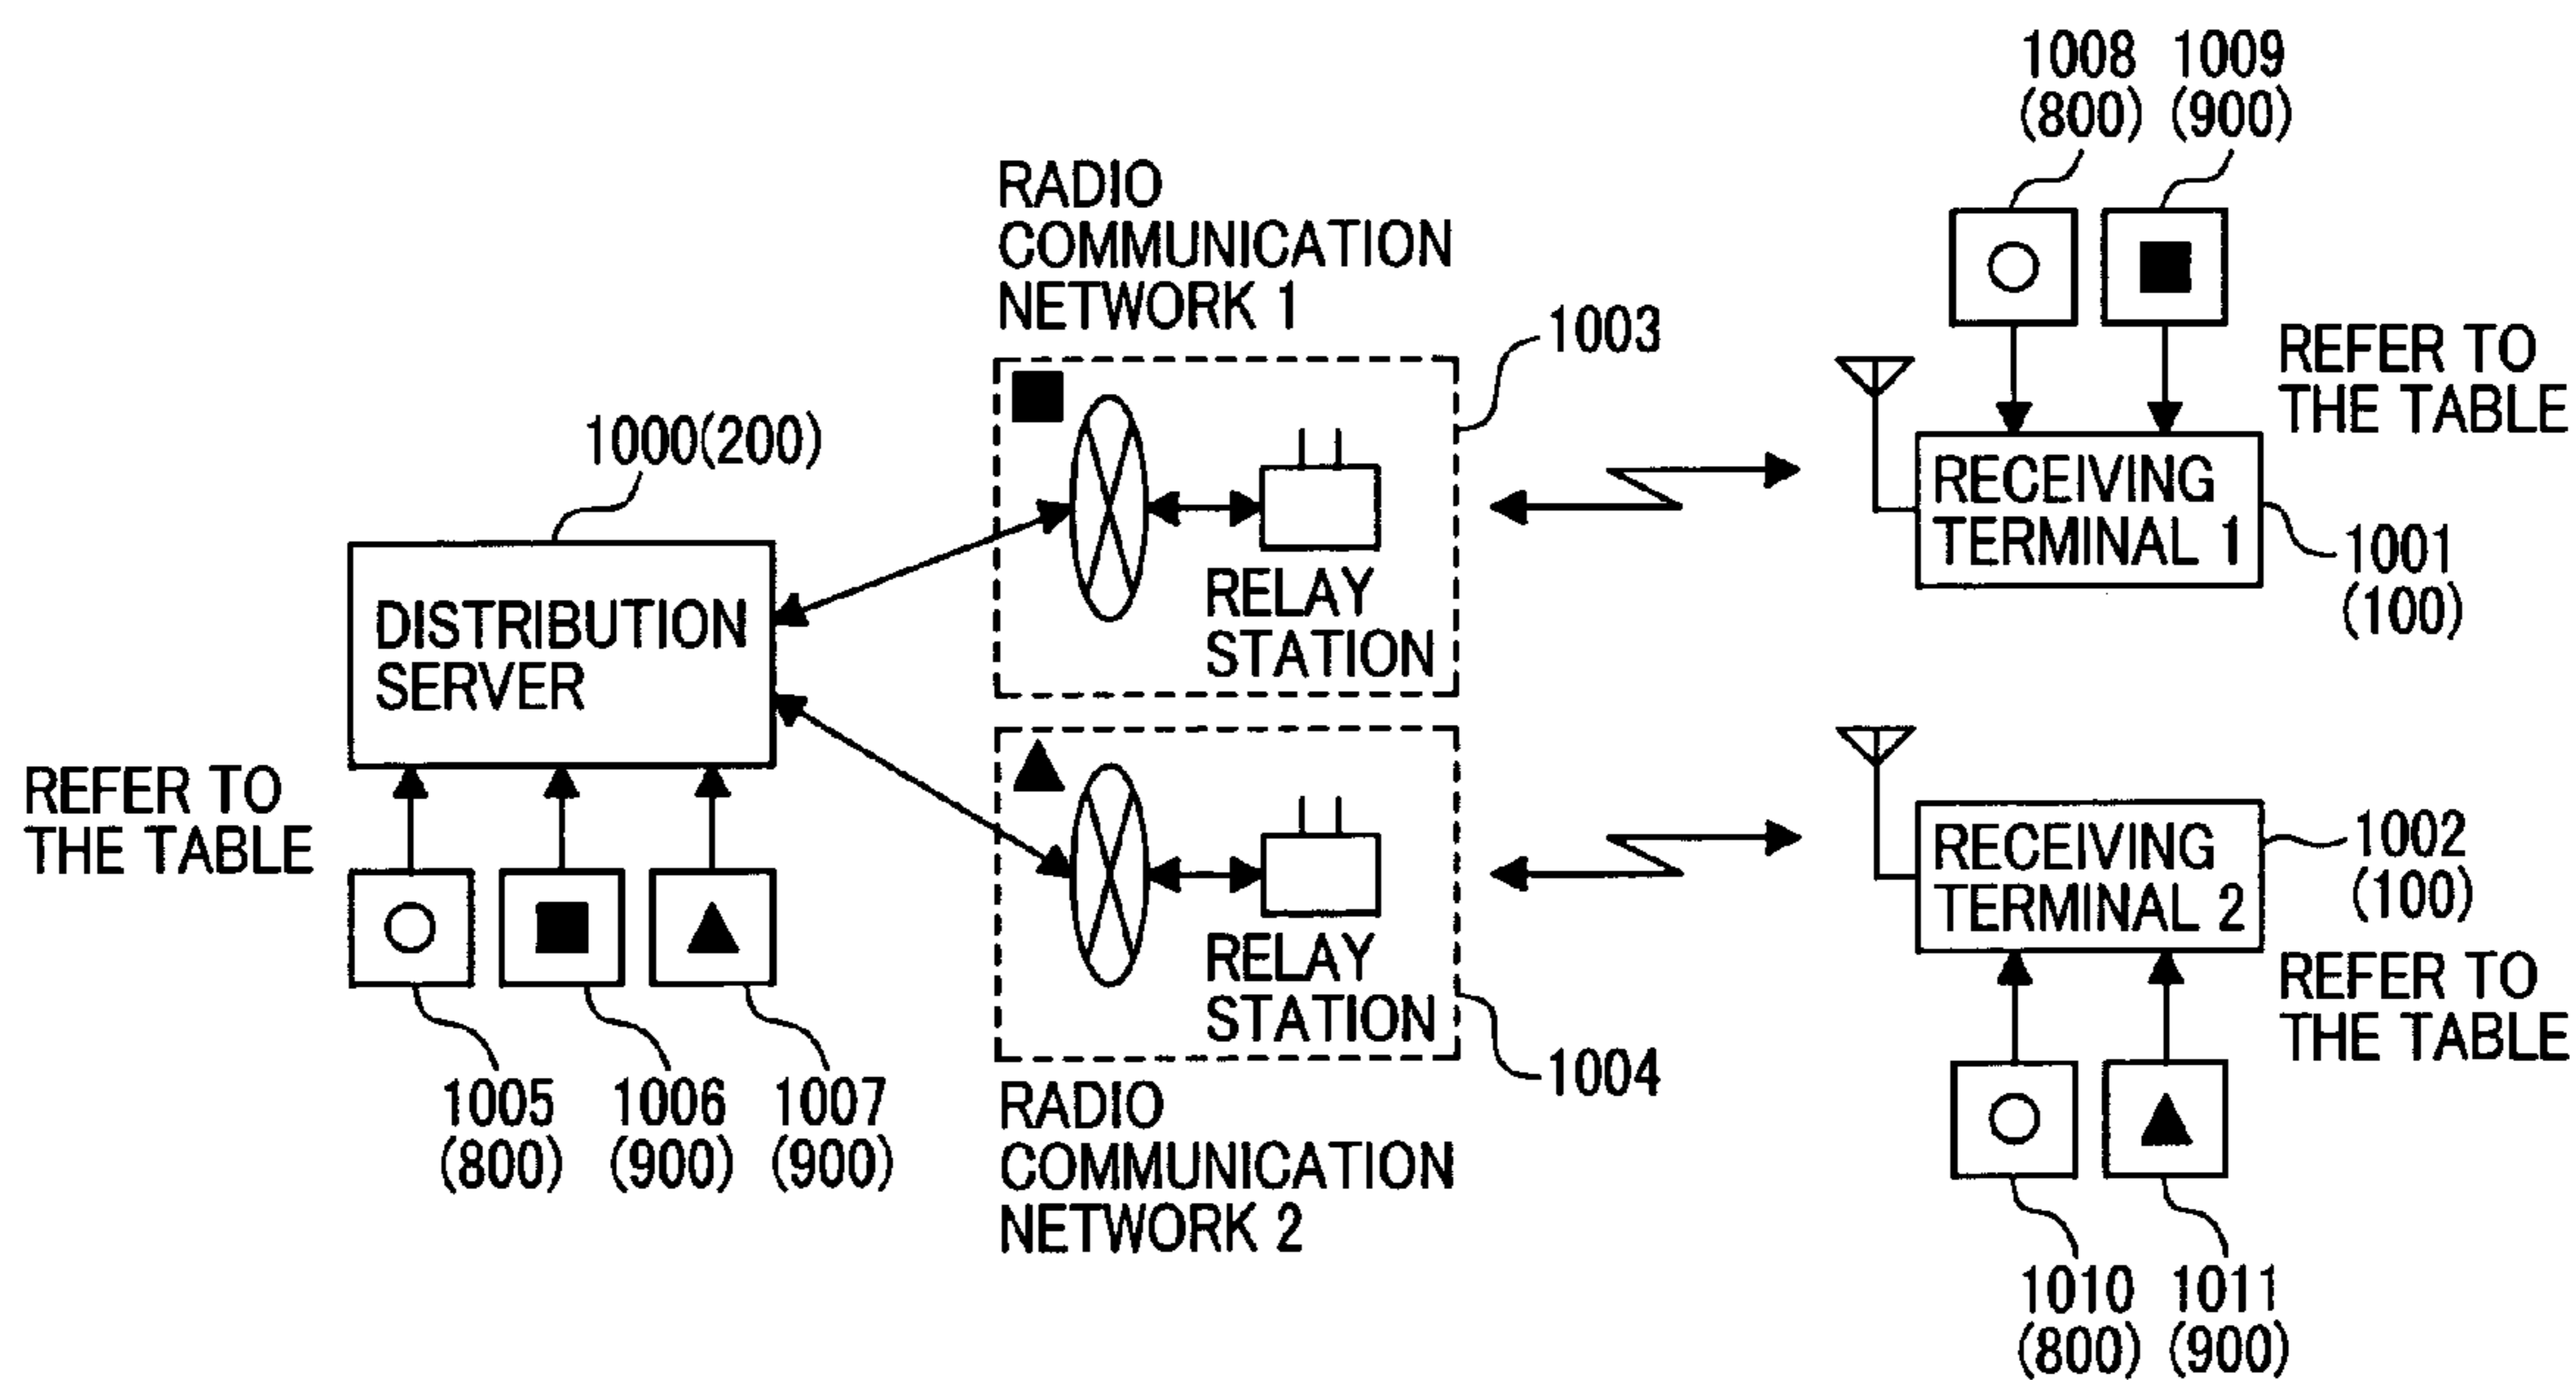 1008 1009
(800) (900)
RADIO
COMMUNICATION
NETWORK 1
1003
REFER TO
THE TABLE
1000(200)
RECEIVING
TERMINAL 1
1001
(100)
RELAY
STATION
DISTRIBUTION
SERVER
REFER TO
THE TABLE
1005 1006 1007
(800) (900) (900)
RELAY
STATION
1004
RADIO
COMMUNICATION
NETWORK 2
RECEIVING
TERMINAL 2
1002
(100)
REFER TO
THE TABLE
1010 1011
(800) (900)